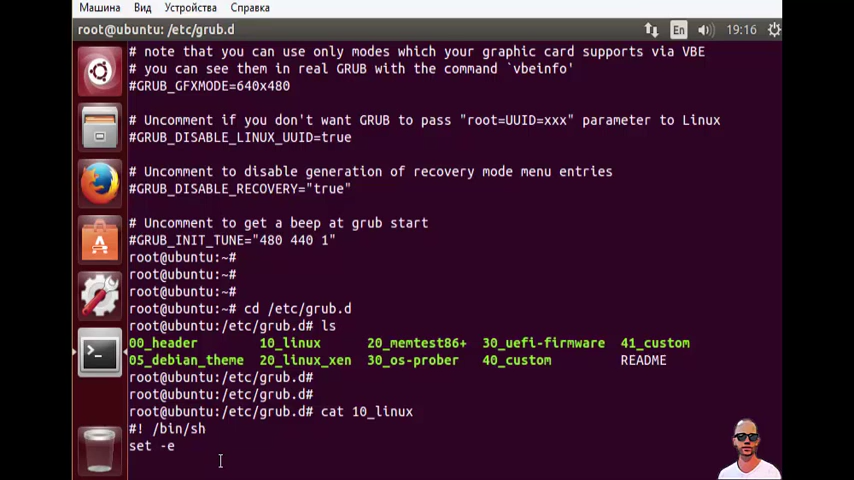 Машина Вид Устройства Справка
root@ubuntu: /etc/grub.d En 19:16
# note that you can use only modes which your graphic card supports via VBE
# you can see them in real GRUB with the command `vbeinfo'
#GRUB_GFXMODE=640x480
# Uncomment if you don't want GRUB to pass "root=UUID=xxx" parameter to Linux
#GRUB_DISABLE_LINUX_UUID=true
# Uncomment to disable generation of recovery mode menu entries
#GRUB_DISABLE_RECOVERY="true"
# Uncomment to get a beep at grub start
#GRUB_INIT_TUNE="480 440 1"
root@ubuntu:~#
root@ubuntu:~#
root@ubuntu:~#
root@ubuntu:~# cd /etc/grub.d
root@ubuntu:/etc/grub.d# ls
00_header 10_linux 20_memtest86+ 30_uefi-firmware 41_custom
05_debian_theme 20_linux_xen 30_os-prober 40_custom README
root@ubuntu:/etc/grub.d#
root@ubuntu:/etc/grub.d#
root@ubuntu:/etc/grub.d# cat 10_linux
#! /bin/sh
set -e